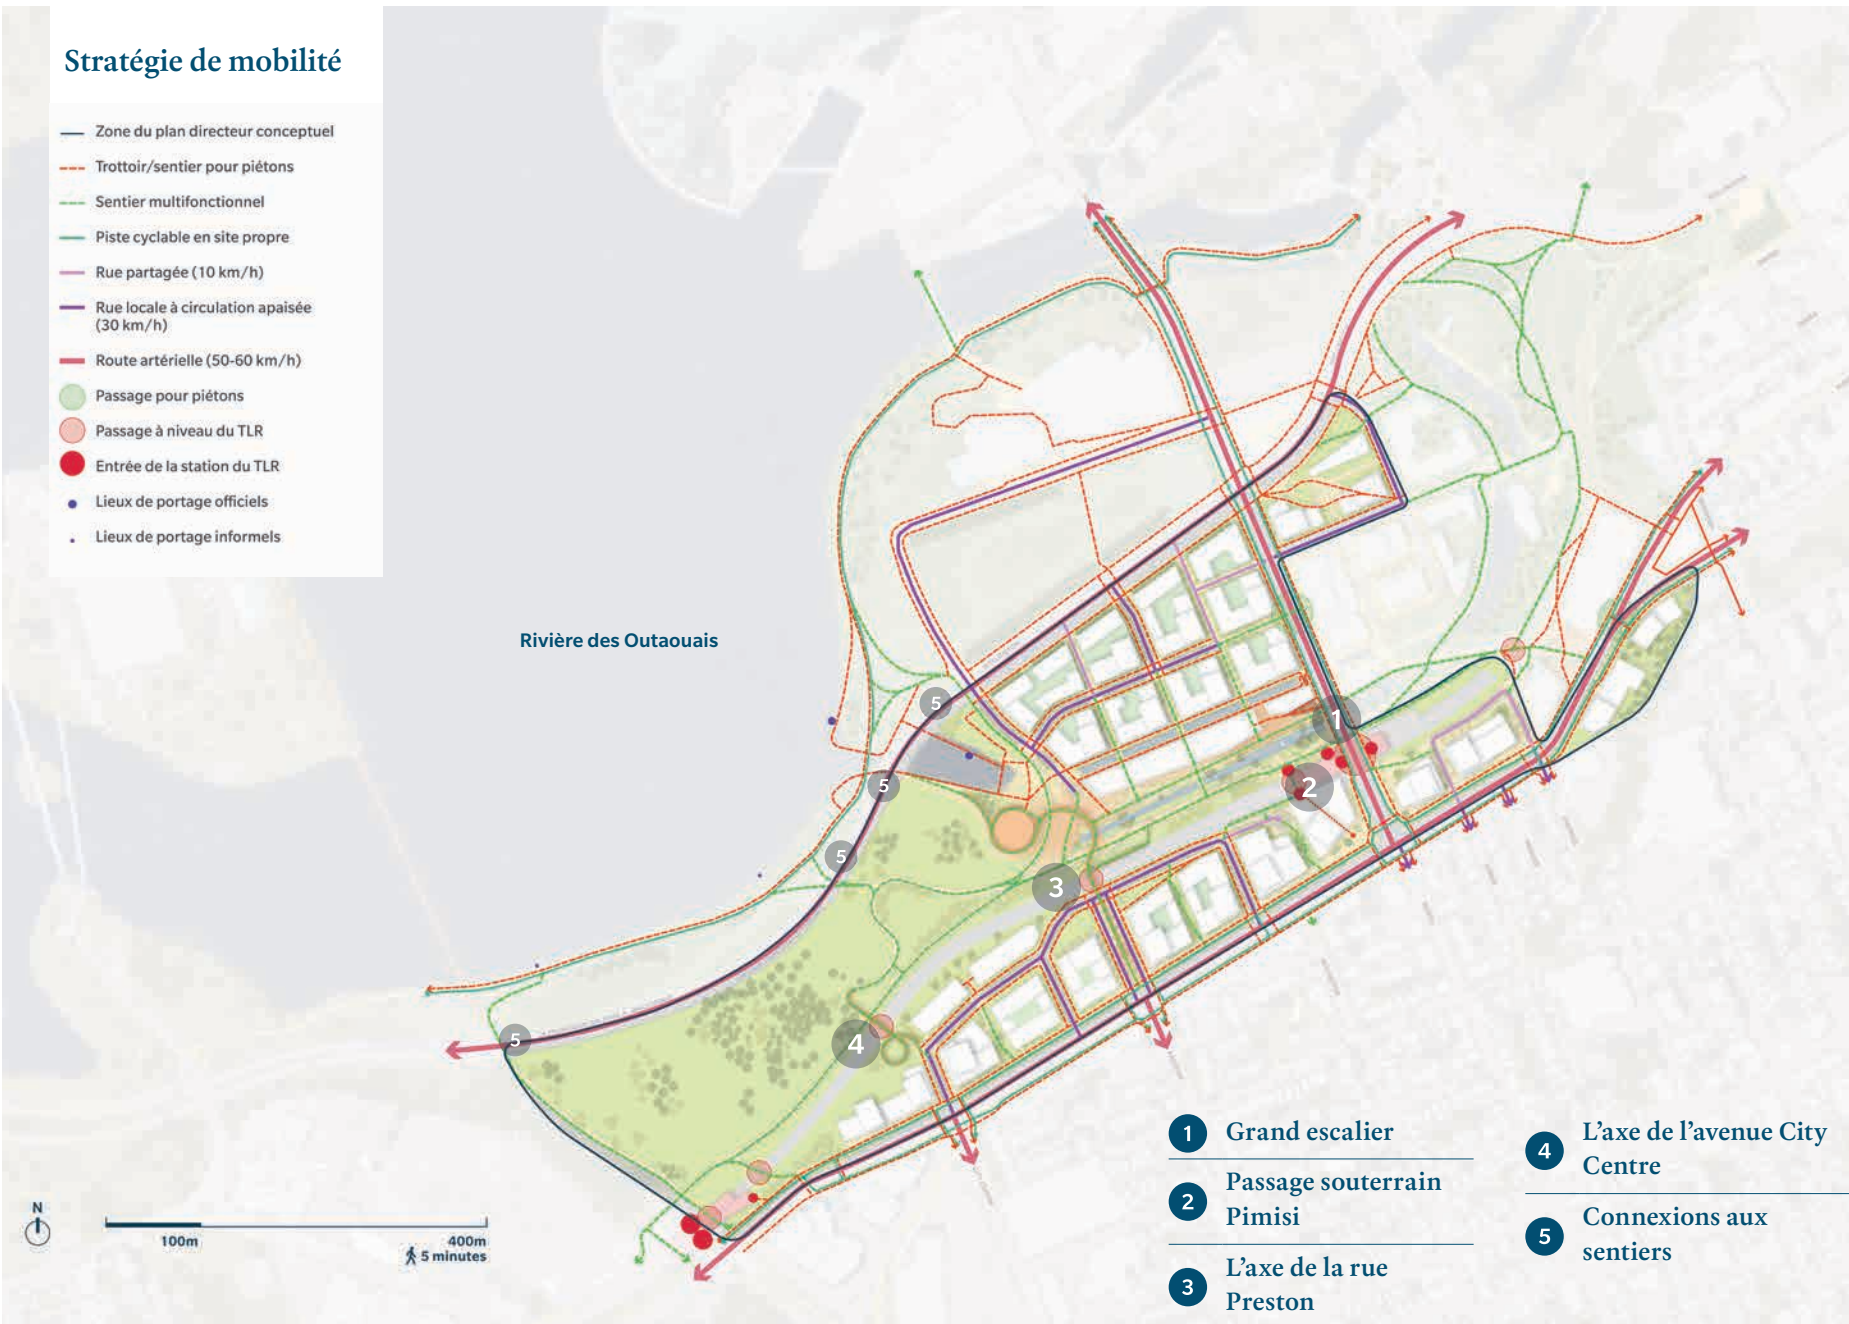 Stratégie de mobilité
Zone du plan directeur conceptuel
Trottoir/sentier pour piétons
Sentier multifonctionnel
Piste cyclable en site propre
Rue partagée (10 km/h)
Rue locale à circulation apaisée
(30 km/h)
Route artérielle (50-60 km/h)
Passage pour piétons
Passage à niveau du TLR
Entrée de la station du TLR
Lieux de portage officiels
Lieux de portage informels
Rivière des Outaouais
5
5
5
5
1
2
3
4
N
100m
400m
5 minutes
1 Grand escalier
2 Passage souterrain
Pimisi
3 L'axe de la rue
Preston
4 L'axe de l'avenue City
Centre
5 Connexions aux
sentiers